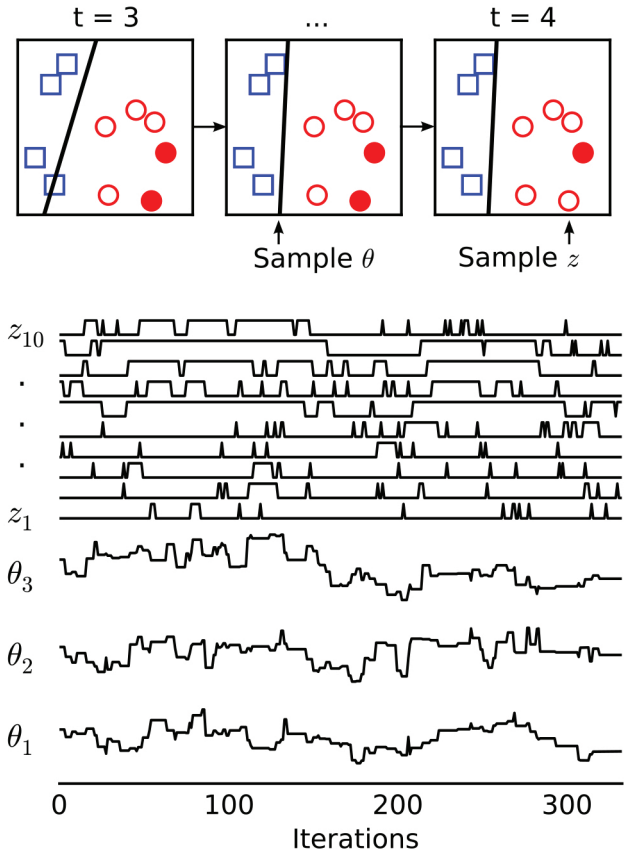 t = 3 ... t = 4
Sample θ Sample z
z10
.
.
.
z1
θ3
θ2
θ1
0 100 200 300
Iterations